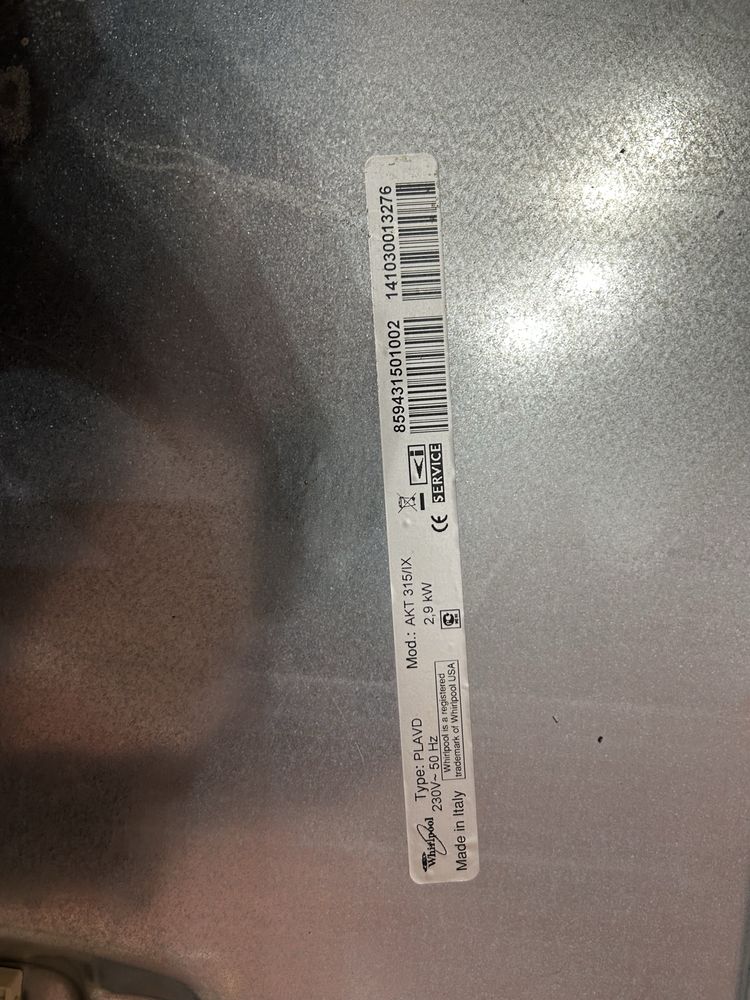 Whirlpool
Type: PLAVD
Mod.: AKT 315/IX
230V~ 50 Hz
2,9 kW
Made in Italy
Whirlpool is a registered
trademark of Whirlpool USA
CE
SERVICE
859431501002
141030013276